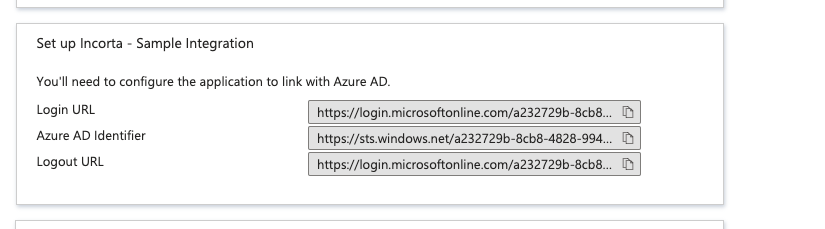 Set up Incorta - Sample Integration
You'll need to configure the application to link with Azure AD.
Login URL https://login.microsoftonline.com/a232729b-8cb8...
Azure AD Identifier https://sts.windows.net/a232729b-8cb8-4828-994...
Logout URL https://login.microsoftonline.com/a232729b-8cb8...